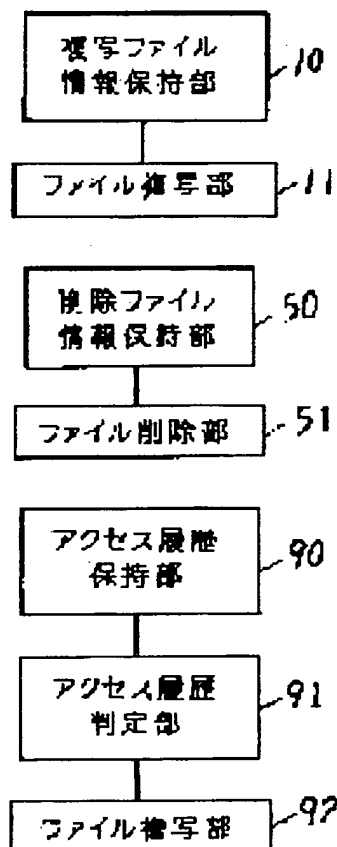 複写ファイル
情報保持部
10
ファイル複写部
11
削除ファイル
情報保持部
50
ファイル削除部
51
アクセス履歴
保持部
90
アクセス履歴
判定部
91
ファイル複写部
92